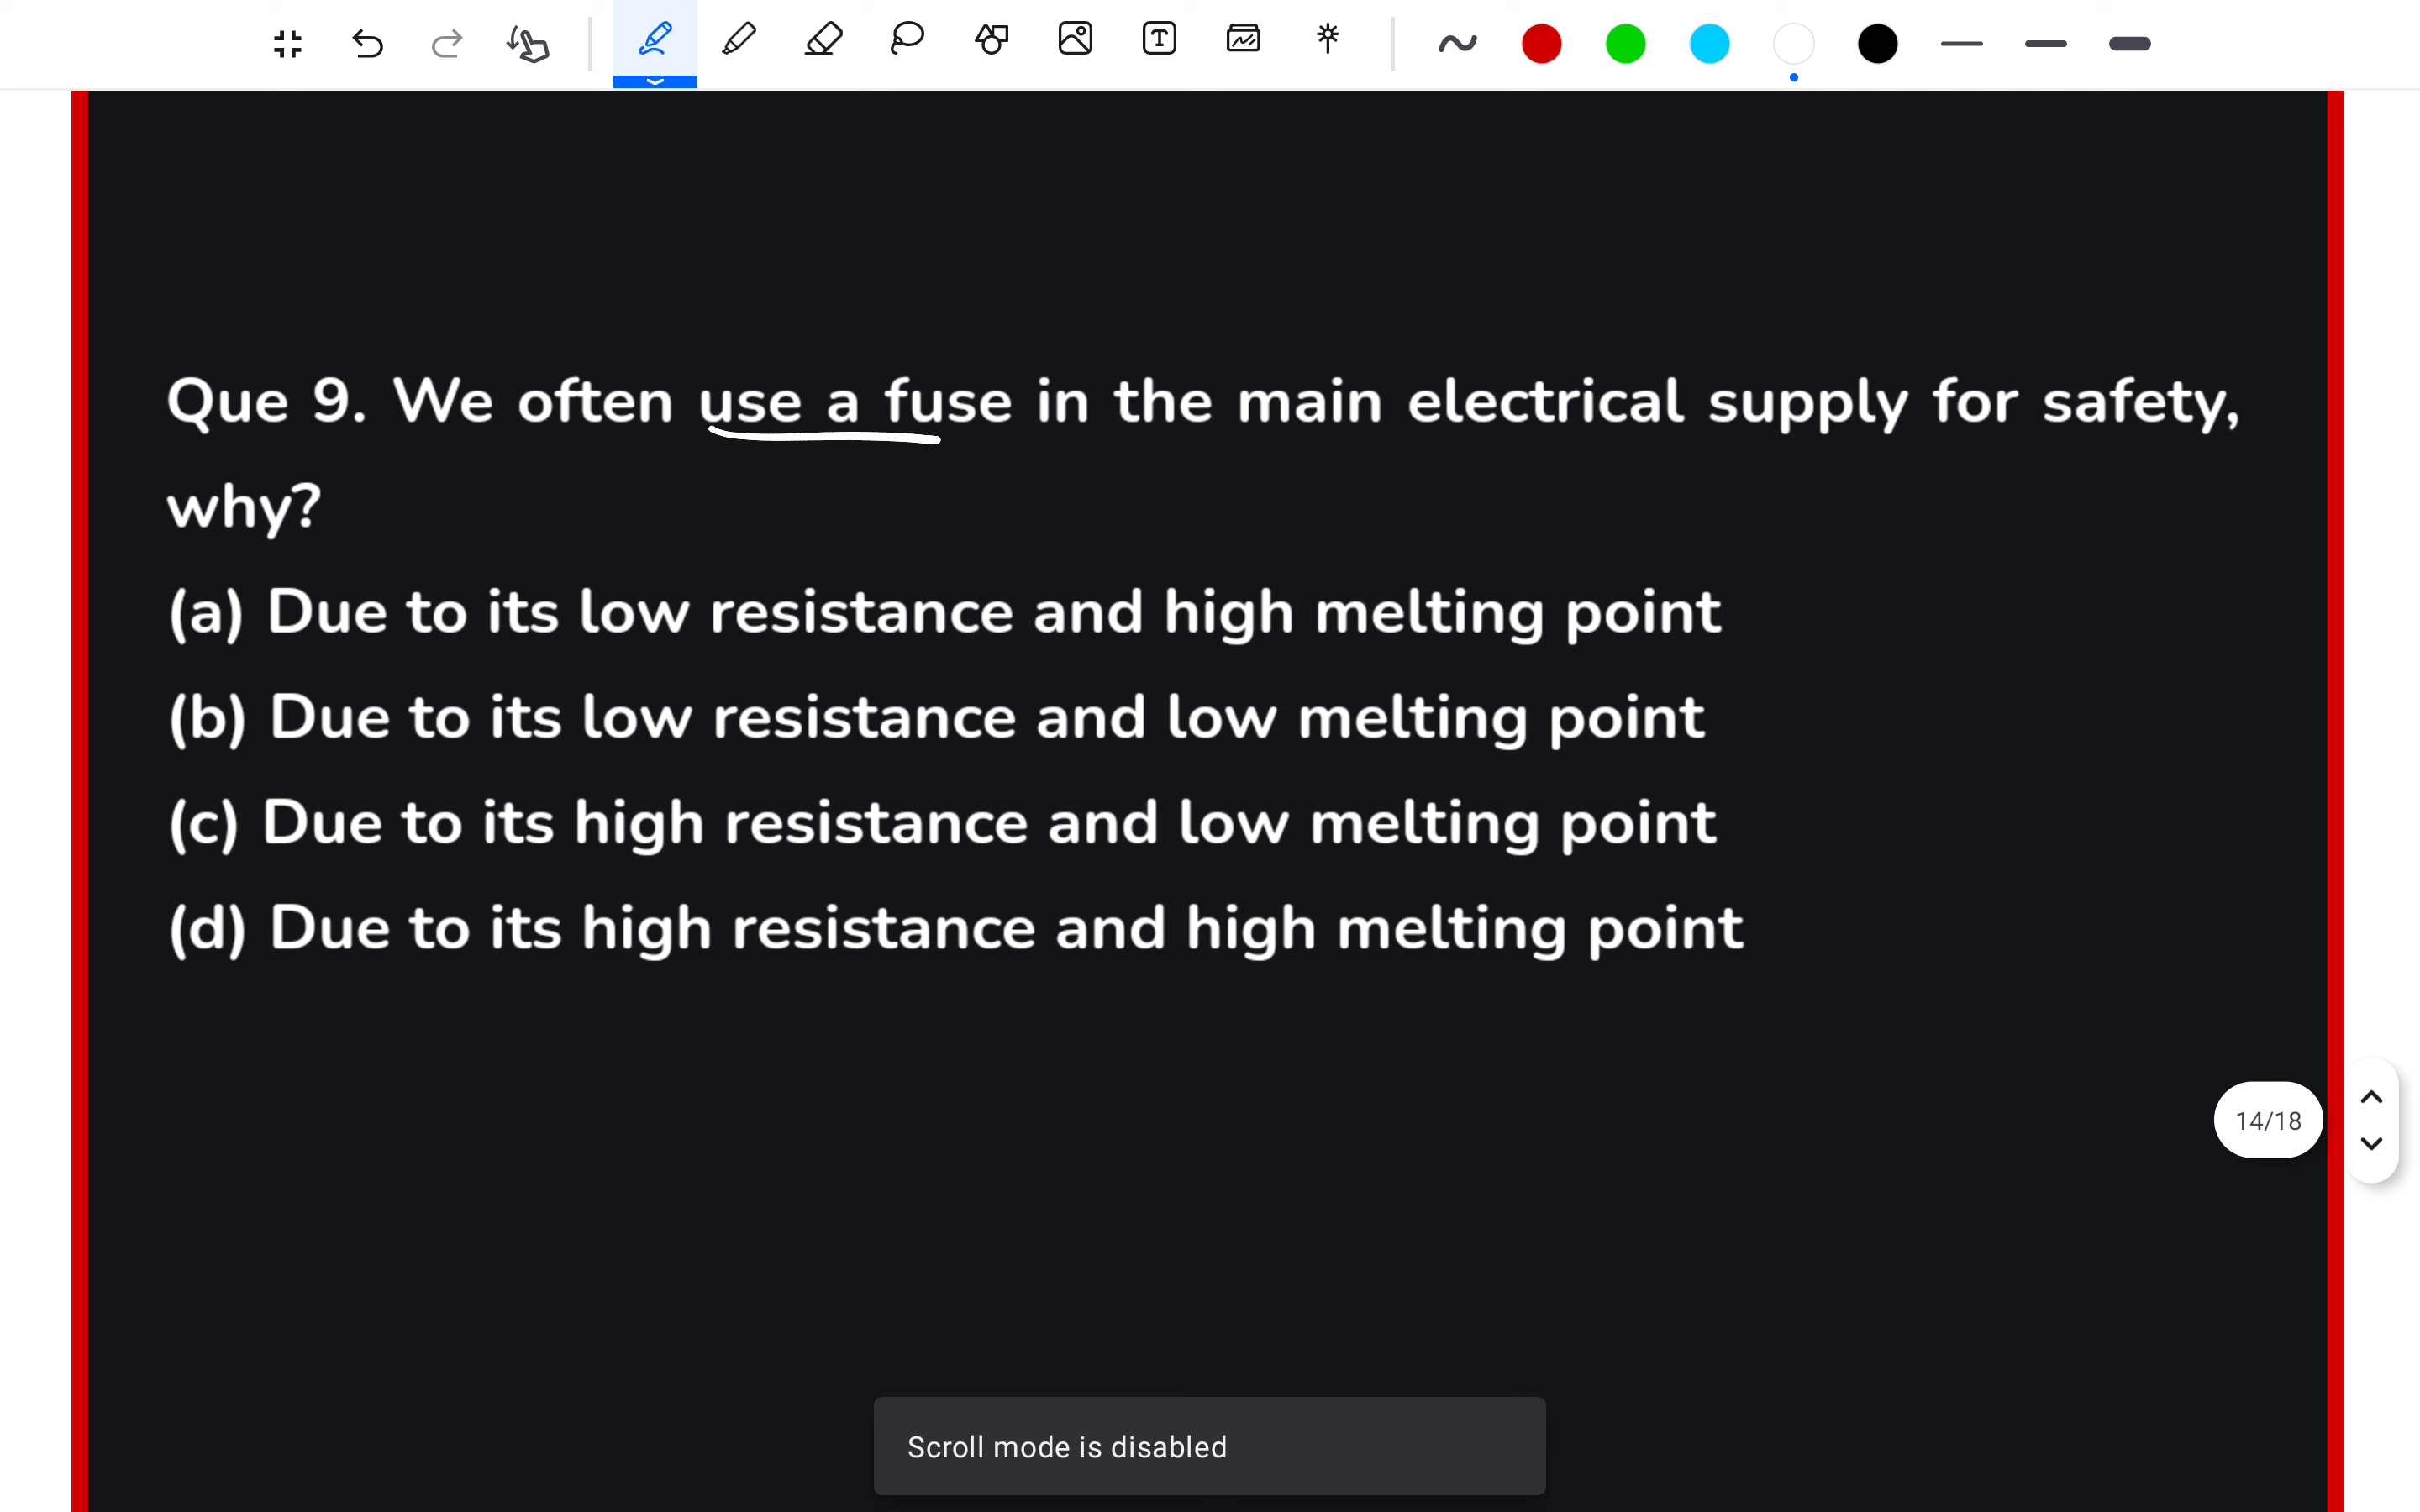 Que 9. We often use a fuse in the main electrical supply for safety,
why?
(a) Due to its low resistance and high melting point
(b) Due to its low resistance and low melting point
(c) Due to its high resistance and low melting point
(d) Due to its high resistance and high melting point
14/18
Scroll mode is disabled